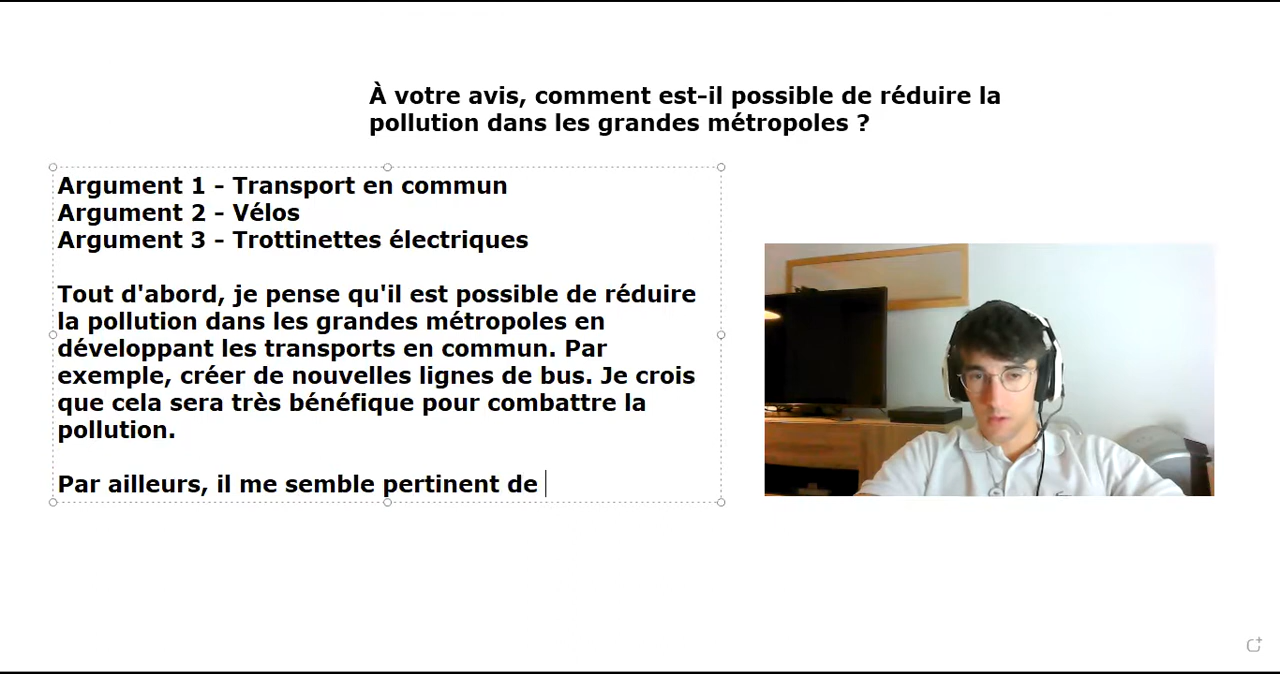 À votre avis, comment est-il possible de réduire la
pollution dans les grandes métropoles ?
Argument 1 - Transport en commun
Argument 2 - Vélos
Argument 3 - Trottinettes électriques
Tout d'abord, je pense qu'il est possible de réduire
la pollution dans les grandes métropoles en
développant les transports en commun. Par
exemple, créer de nouvelles lignes de bus. Je crois
que cela sera très bénéfique pour combattre la
pollution.
Par ailleurs, il me semble pertinent de